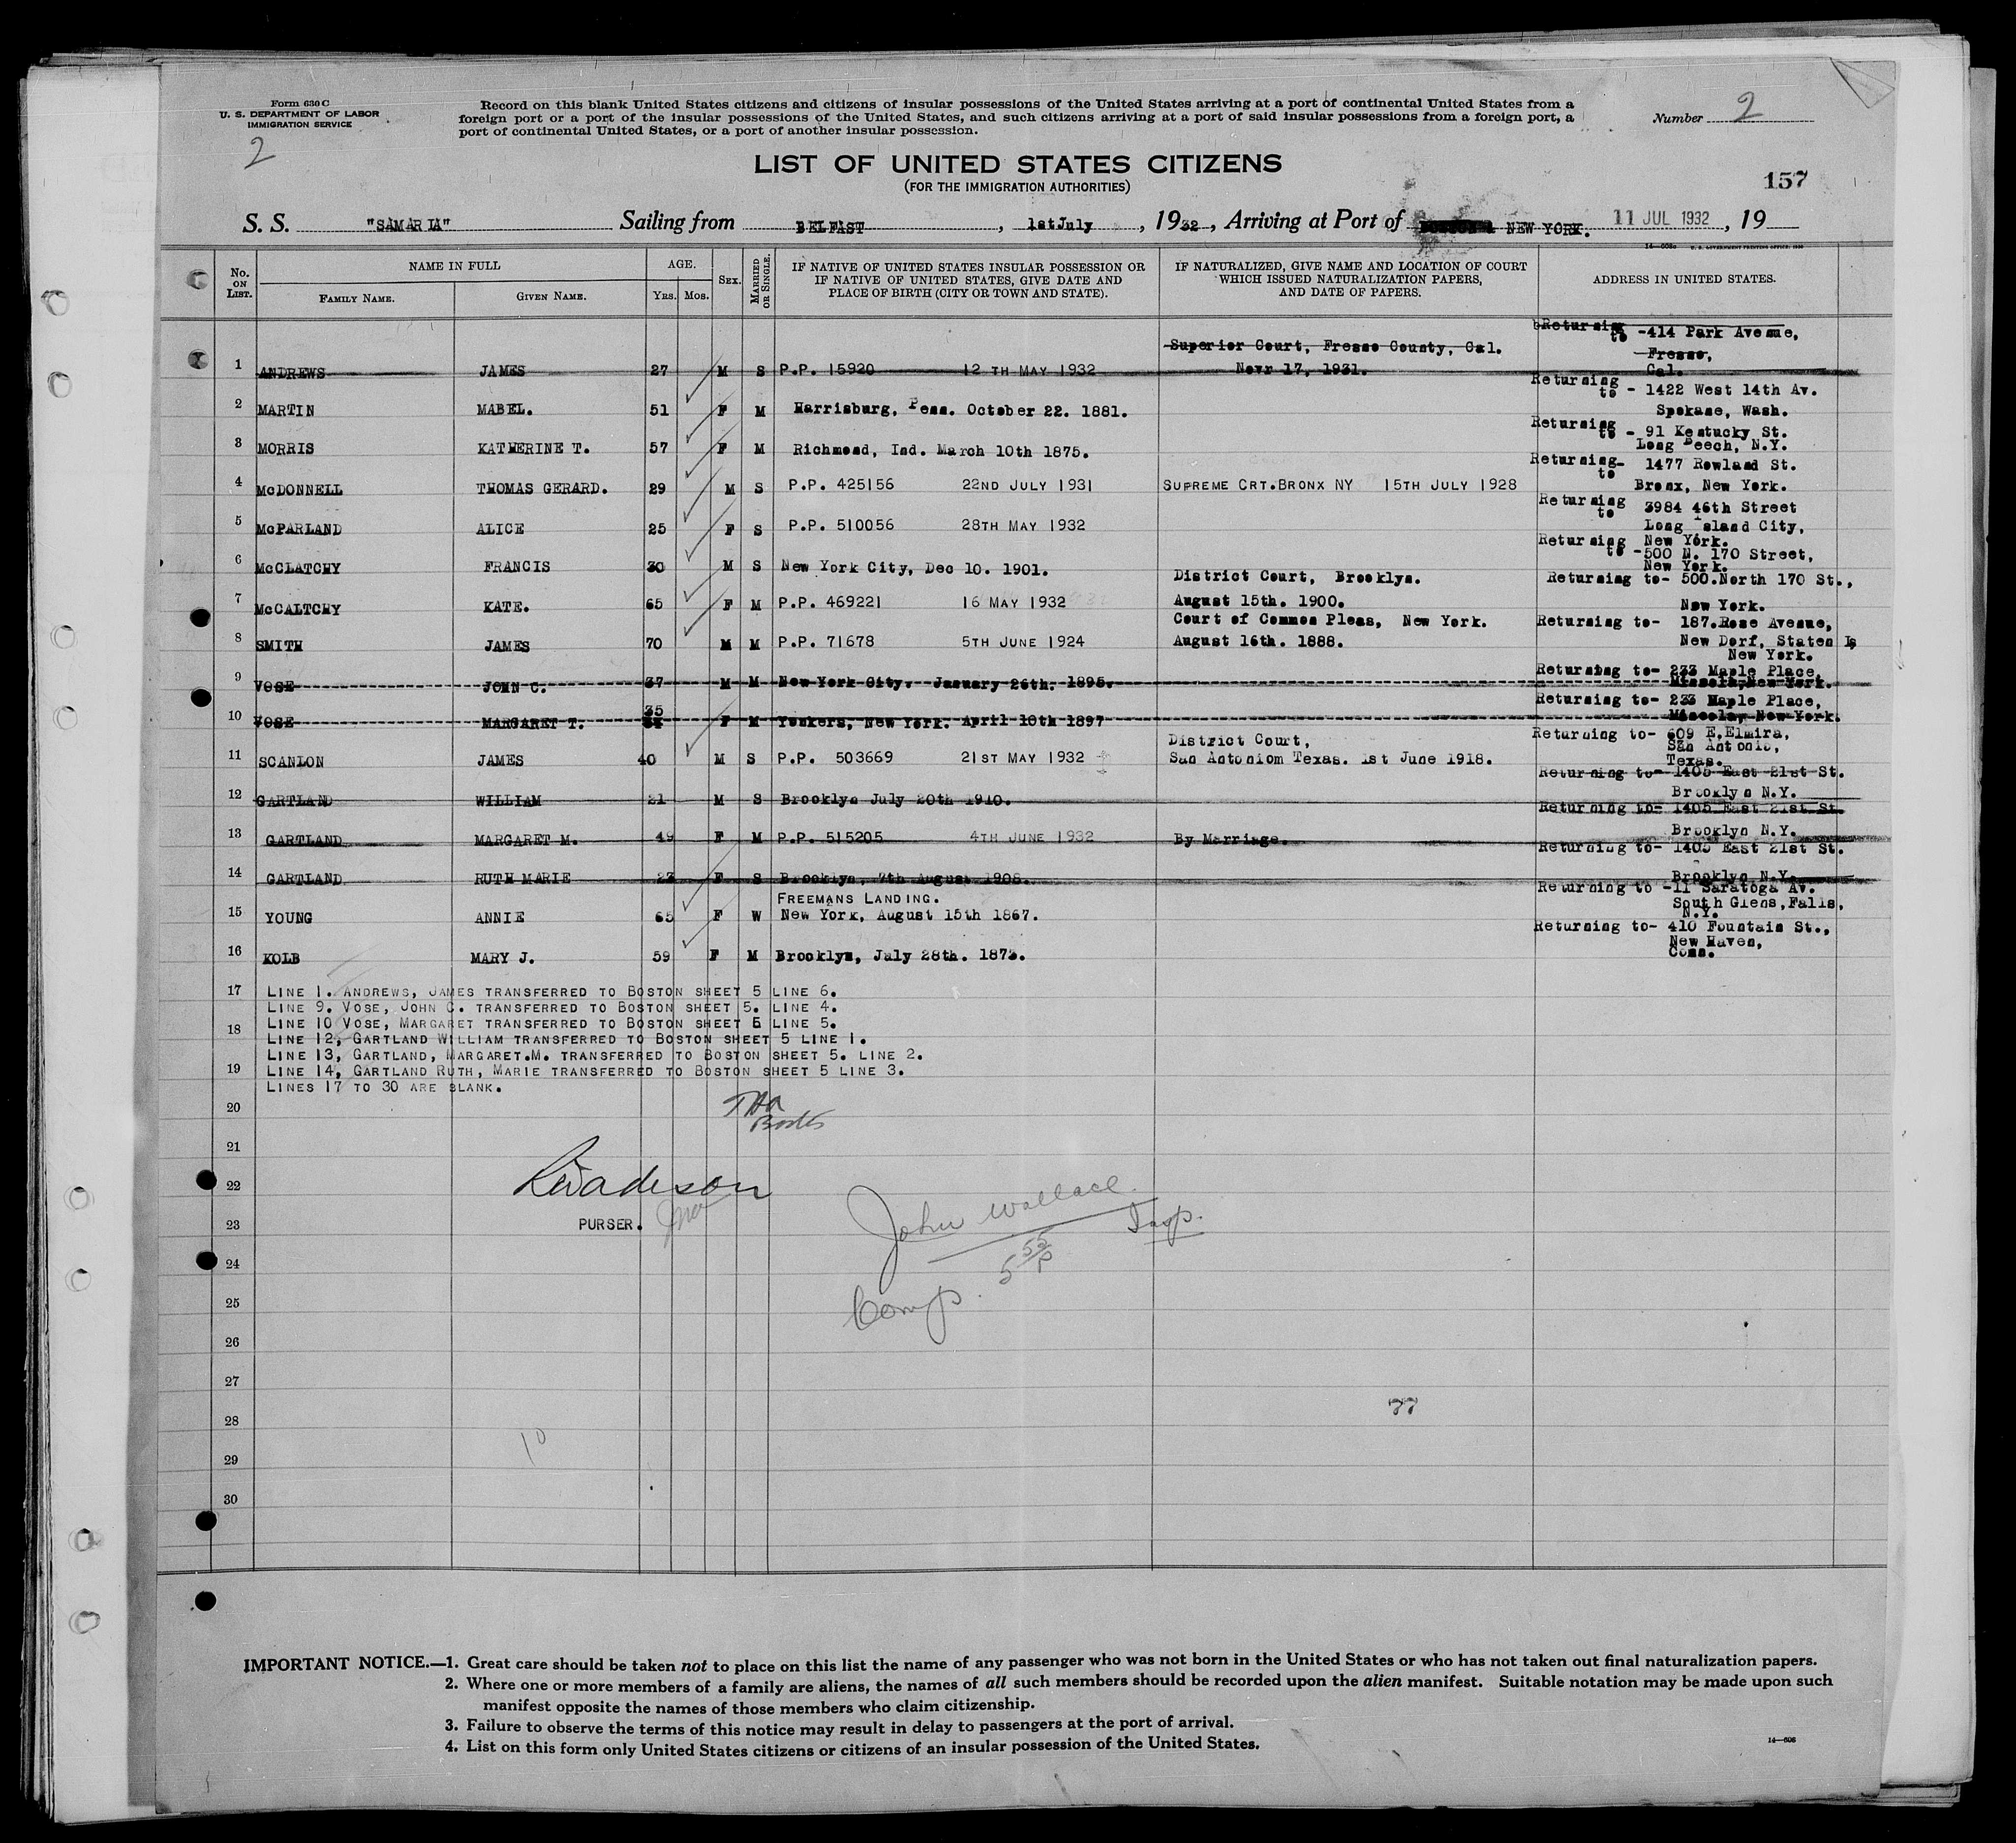 Form 630 C
U. S. DEPARTMENT OF LABOR
IMMIGRATION SERVICE
2
Record on this blank United States citizens and citizens of insular possessions of the United States arriving at a port of continental United States from a
foreign port or a port of the insular possessions of the United States, and such citizens arriving at a port of said insular possessions from a foreign port, a
port of continental United States, or a port of another insular possession.
Number 2
LIST OF UNITED STATES CITIZENS
(FOR THE IMMIGRATION AUTHORITIES)
157
S. S. "SAMARIA" Sailing from BELFAST, 1st July, 1932, Arriving at Port of NEW YORK. 11 JUL 1932, 19
No. ON LIST.
NAME IN FULL
FAMILY NAME.
GIVEN NAME.
AGE.
YRS. MOS.
SEX.
MARRIED OR SINGLE.
IF NATIVE OF UNITED STATES INSULAR POSSESSION OR
IF NATIVE OF UNITED STATES, GIVE DATE AND
PLACE OF BIRTH (CITY OR TOWN AND STATE).
IF NATURALIZED, GIVE NAME AND LOCATION OF COURT
WHICH ISSUED NATURALIZATION PAPERS,
AND DATE OF PAPERS.
ADDRESS IN UNITED STATES.
Superior Court, Fresno County, Cal.
Returning to -414 Park Avenue,
Fresno,
1 ANDREWS JAMES 27 M S P.P. 15920 12 TH MAY 1932 Novr 17, 1931. Cal.
Returning to - 1422 West 14th Av.
2 MARTIN MABEL. 51 F M Harrisburg, Penn. October 22. 1881. Spokane, Wash.
Returning to - 91 Kentucky St.
3 MORRIS KATHERINE T. 57 F M Richmond, Ind. March 10th 1875. Long Beech, N.Y.
Returning- to 1477 Rowland St.
4 McDONNELL THOMAS GERARD. 29 M S P.P. 425156 22ND JULY 1931 SUPREME CRT.BRONX NY 15TH JULY 1928 Bronx, New York.
Returning to 3984 46th Street
5 McPARLAND ALICE 25 F S P.P. 510056 28TH MAY 1932 Long Island City,
New York.
Returning to -500 N. 170 Street,
6 McCLATCHY FRANCIS 30 M S New York City, Dec 10. 1901. New York.
District Court, Brooklyn. Returning to- 500.North 170 St.,
7 McCALTCHY KATE. 65 F M P.P. 469221 16 MAY 1932 August 15th. 1900. New York.
Court of Common Pleas, New York. Returning to- 187.Rose Avenue,
8 SMITH JAMES 70 M M P.P. 71678 5TH JUNE 1924 August 16th. 1888. New Dorf, Staten Is
New York.
Returning to- 233 Maple Place,
9 VOSE JOHN C. 37 M M New York City. January 26th. 1895. New York.
Returning to- 233 Maple Place,
35
10 VOSE MARGARET T. F M Yonkers, New York. April 10th 1897 New York.
District Court, Returning to- 609 E,Elmira,
San Antonio,
11 SCANLON JAMES 40 M S P.P. 503669 21ST MAY 1932 San Antoniom Texas. 1st June 1918. Texas.
Returning to- 1405 East 21st St.
12 GARTLAND WILLIAM 21 M S Brooklyn July 20th 1910. Brooklyn N.Y.
Returning to- 1405 East 21st St.
13 GARTLAND MARGARET M. 49 F M P.P. 515205 4TH JUNE 1932 By Marriage. Brooklyn N.Y.
Returning to- 1405 East 21st St.
14 GARTLAND RUTH MARIE 23 F S Brooklyn, 7th August 1908. Brooklyn N.Y.
FREEMANS LANDING. Returning to -11 Saratoga Av.
15 YOUNG ANNIE 65 F W New York, August 15th 1867. South Glens,Falls,
N.Y.
Returning to- 410 Fountain St.,
New Haven,
16 KOLB MARY J. 59 F M Brooklyn, July 28th. 1873. Conn.
17 LINE 1. ANDREWS, JAMES TRANSFERRED TO BOSTON SHEET 5 LINE 6.
LINE 9. VOSE, JOHN C. TRANSFERRED TO BOSTON SHEET 5. LINE 4.
18 LINE 10 VOSE, MARGARET TRANSFERRED TO BOSTON SHEET 5 LINE 5.
LINE 12, GARTLAND WILLIAM TRANSFERRED TO BOSTON SHEET 5 LINE 1.
LINE 13, GARTLAND, MARGARET.M. TRANSFERRED TO BOSTON SHEET 5. LINE 2.
19 LINE 14, GARTLAND RUTH, MARIE TRANSFERRED TO BOSTON SHEET 5 LINE 3.
LINES 17 TO 30 ARE BLANK.
20
21
22
23 PURSER.
John Wallace
Insp.
5 55 P
Comp.
24
25
26
27
28 77
29 10
30
IMPORTANT NOTICE.—1. Great care should be taken not to place on this list the name of any passenger who was not born in the United States or who has not taken out final naturalization papers.
2. Where one or more members of a family are aliens, the names of all such members should be recorded upon the alien manifest. Suitable notation may be made upon such
manifest opposite the names of those members who claim citizenship.
3. Failure to observe the terms of this notice may result in delay to passengers at the port of arrival.
4. List on this form only United States citizens or citizens of an insular possession of the United States.
14—608